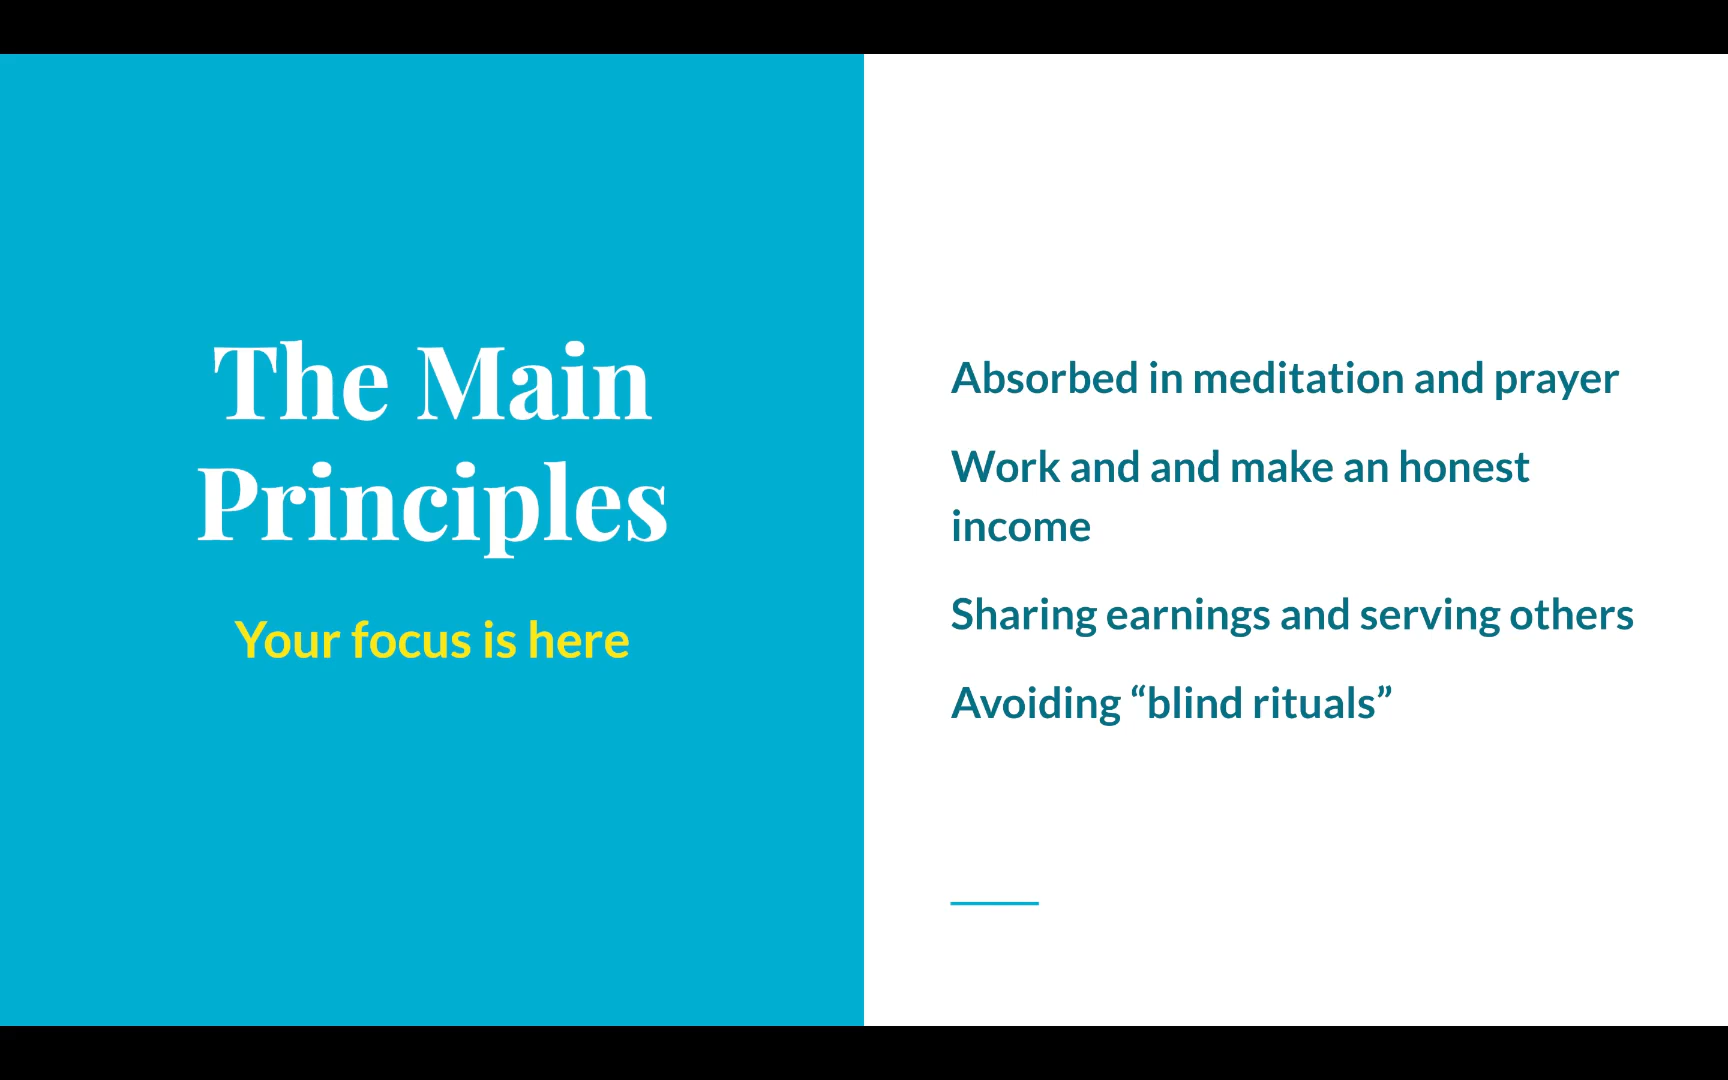 The Main
Principles
Your focus is here
Absorbed in meditation and prayer
Work and and make an honest
income
Sharing earnings and serving others
Avoiding “blind rituals”